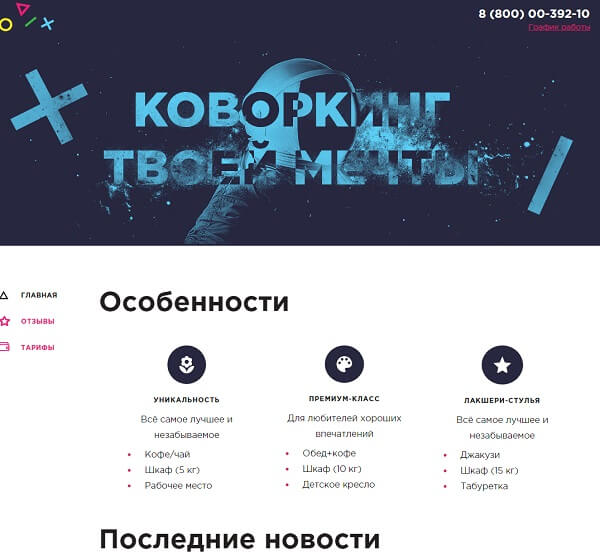 8 (800) 00-392-10
График работы
КОВОРКИНГ
ТВОЕЙ МЕЧТЫ
ГЛАВНАЯ
ОТЗЫВЫ
ТАРИФЫ
Особенности
УНИКАЛЬНОСТЬ
Всё самое лучшее и
незабываемое
Кофе/чай
Шкаф (5 кг)
Рабочее место
ПРЕМИУМ-КЛАСС
Для любителей хороших
впечатлений
Обед+кофе
Шкаф (10 кг)
Детское кресло
ЛАКШЕРИ-СТУЛЬЯ
Всё самое лучшее и
незабываемое
Джакузи
Шкаф (15 кг)
Табуретка
Последние новости